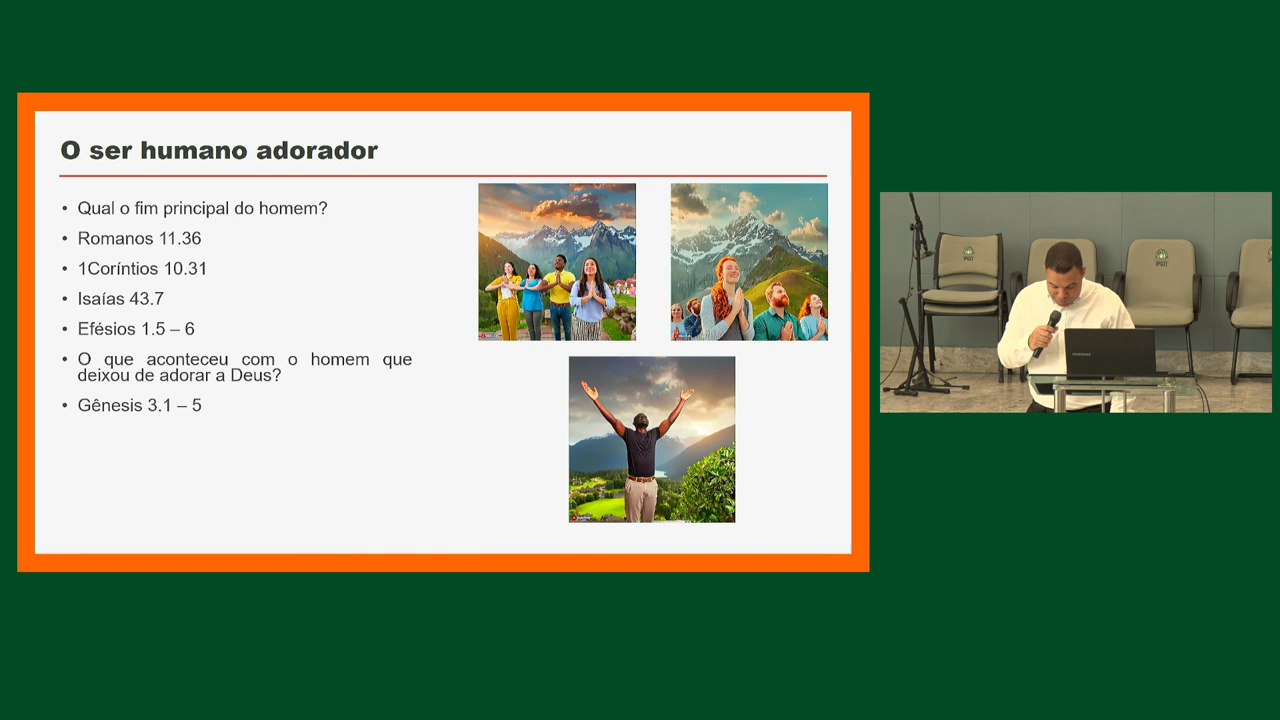 O ser humano adorador
• Qual o fim principal do homem?
• Romanos 11.36
• 1Coríntios 10.31
• Isaías 43.7
• Efésios 1.5 – 6
• O que aconteceu com o homem que
deixou de adorar a Deus?
• Gênesis 3.1 – 5